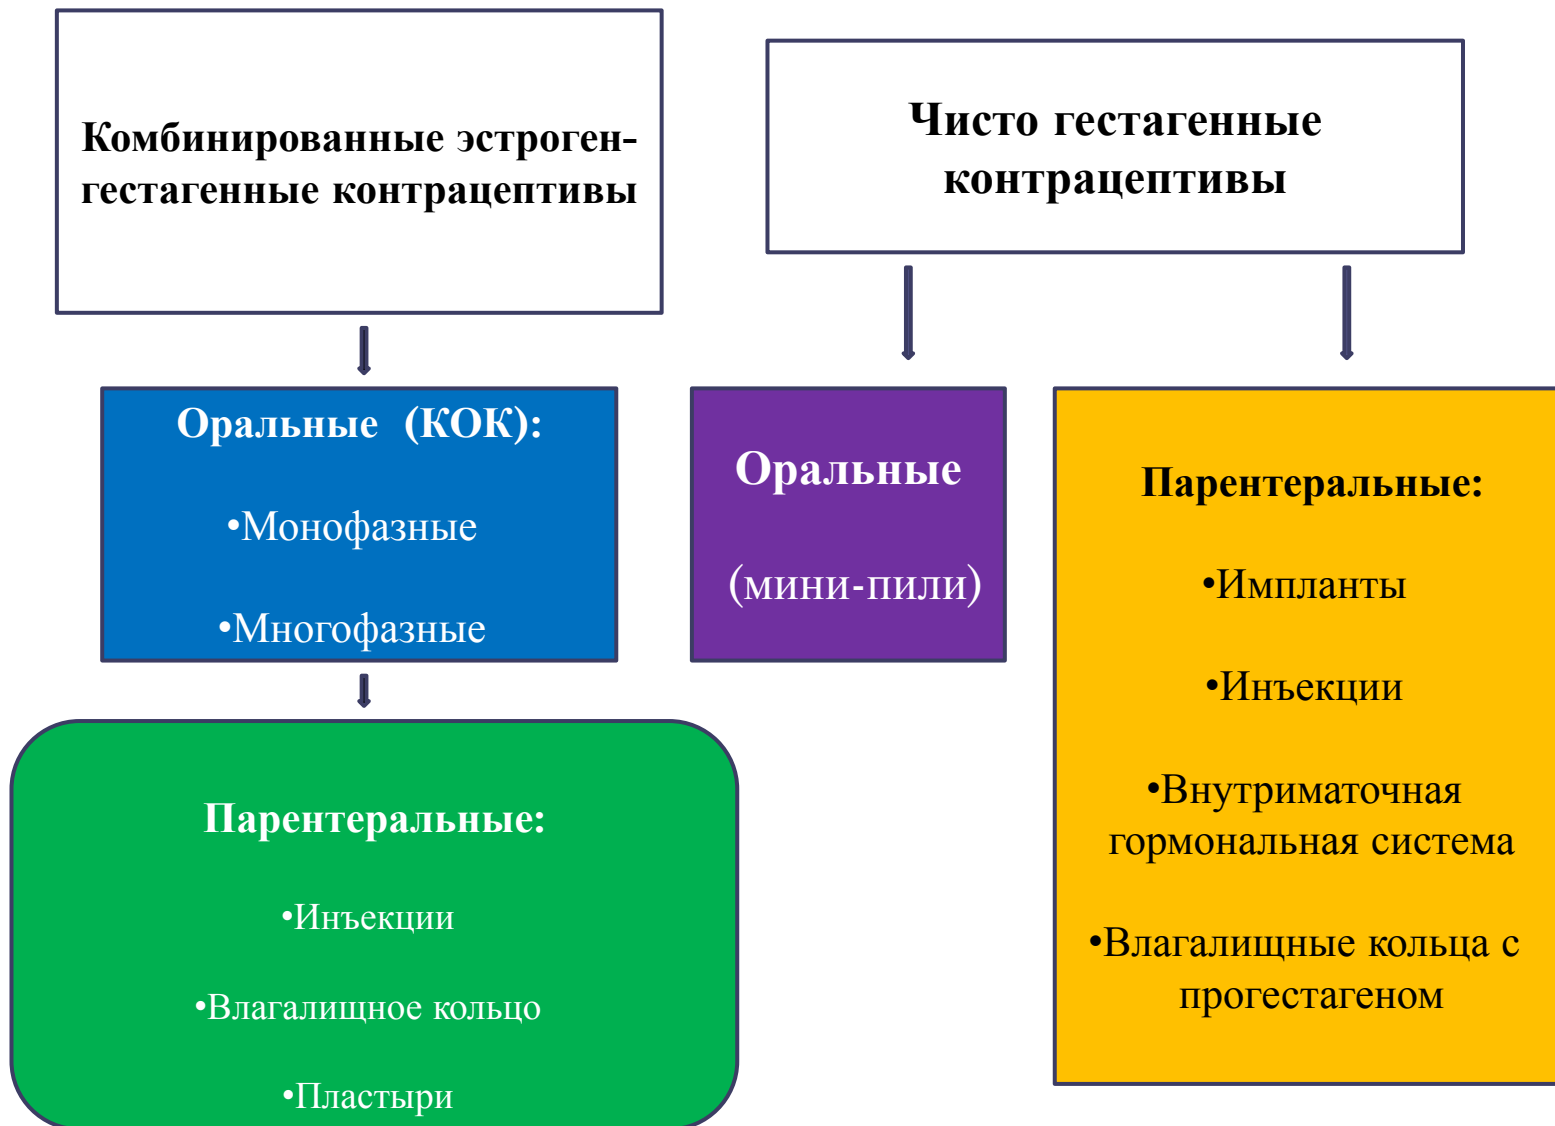 Комбинированные эстроген-
гестагенные контрацептивы
Чисто гестагенные
контрацептивы
Оральные (КОК):
•Монофазные
•Многофазные
Парентеральные:
•Инъекции
•Влагалищное кольцо
•Пластыри
Оральные
(мини-пили)
Парентеральные:
•Импланты
•Инъекции
•Внутриматочная
гормональная система
•Влагалищные кольца с
прогестагеном